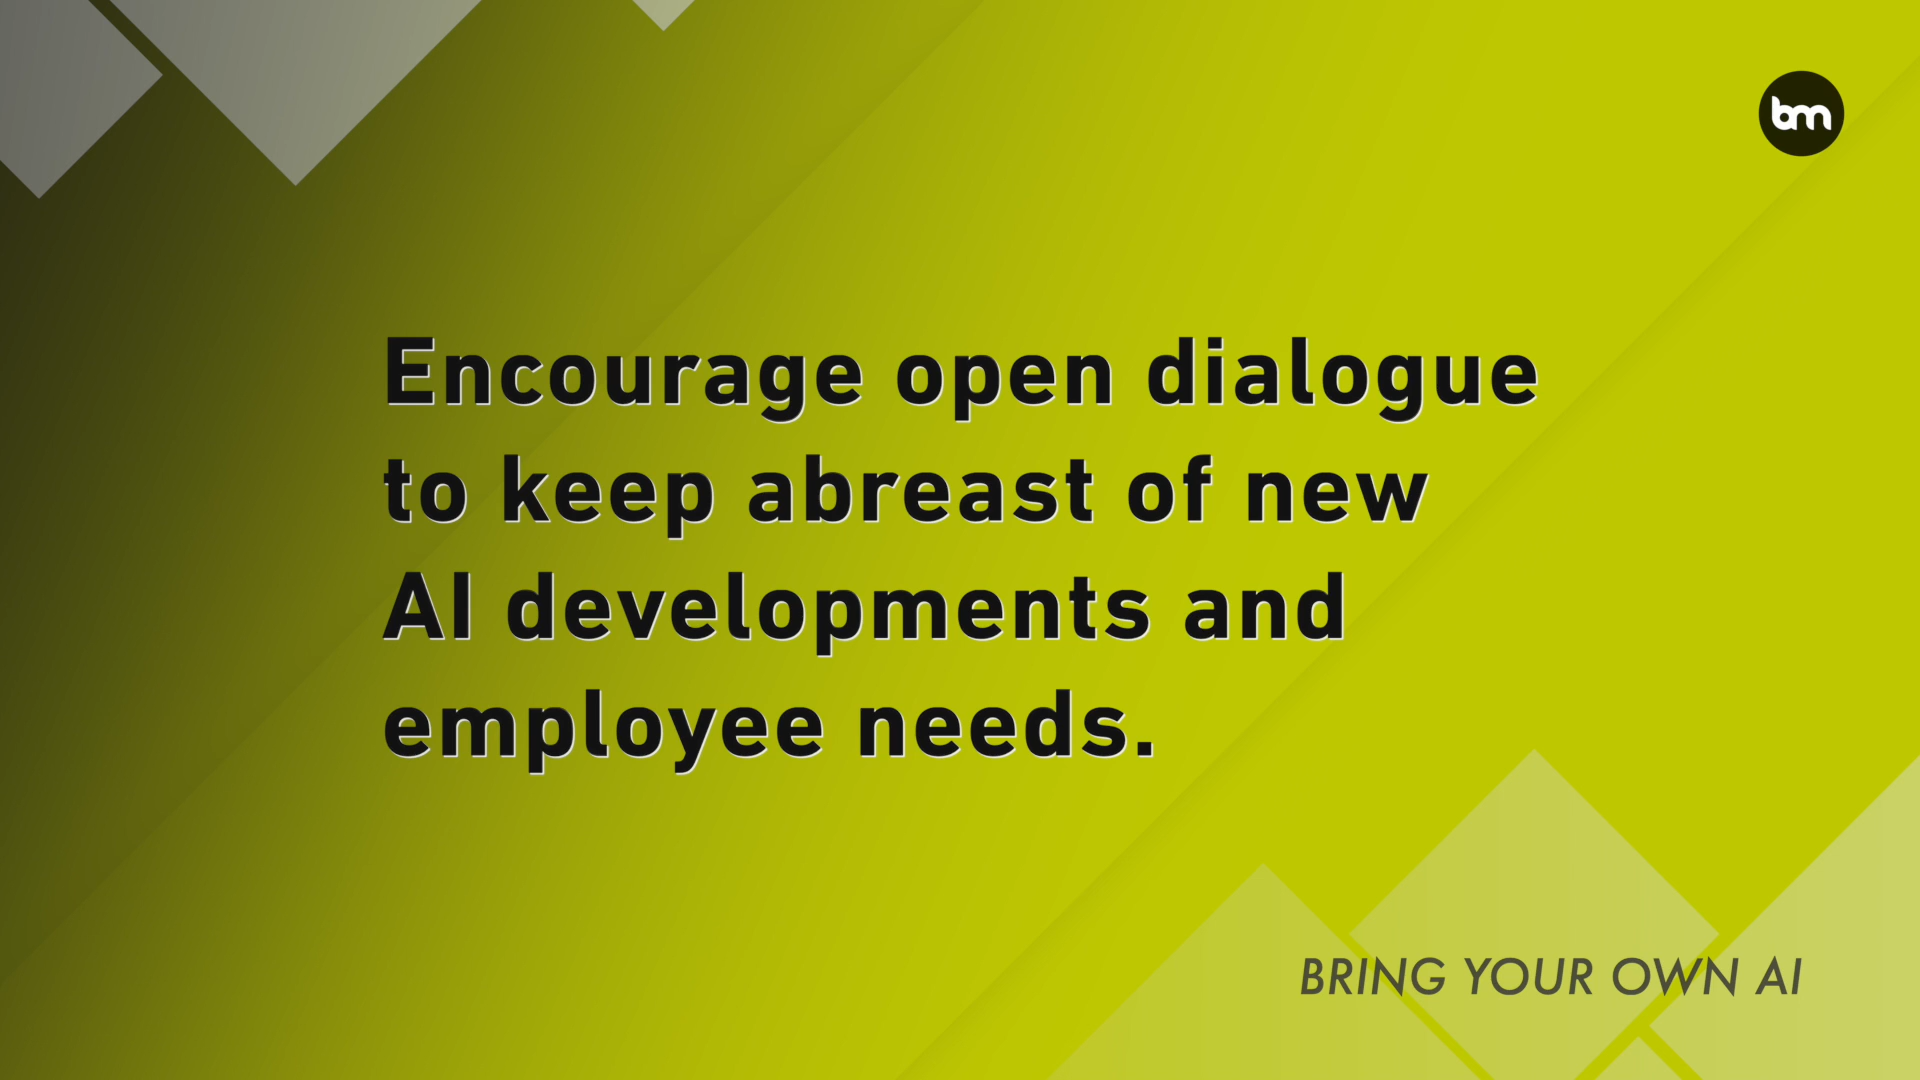 bm
Encourage open dialogue
to keep abreast of new
AI developments and
employee needs.
BRING YOUR OWN AI